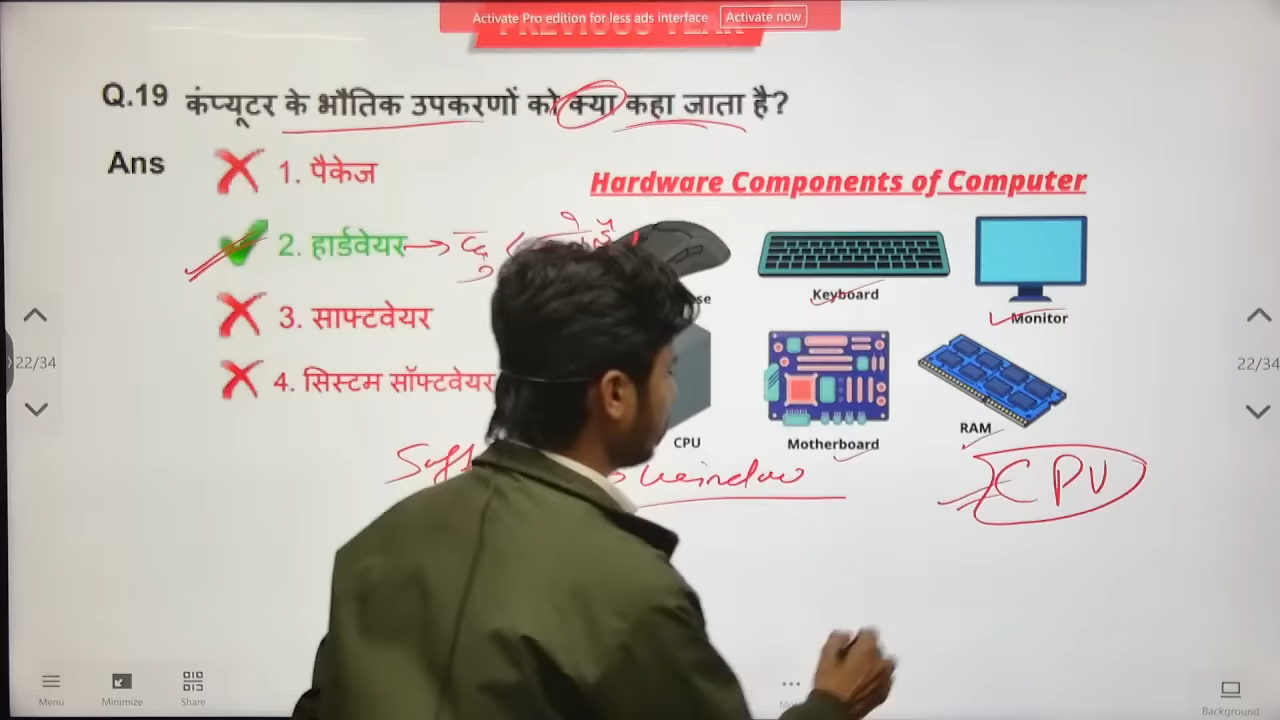 Activate Pro edition for less ads interface Activate now
PREVIOUS YEAR
Q.19 कंप्यूटर के भौतिक उपकरणों को क्या कहा जाता है?
Ans
1. पैकेज
2. हार्डवेयर
3. साफ्टवेयर
4. सिस्टम सॉफ्टवेयर
Hardware Components of Computer
Keyboard
Monitor
CPU
Motherboard
RAM
CPU
22/34
22/34
Menu
Minimize
Share
Background